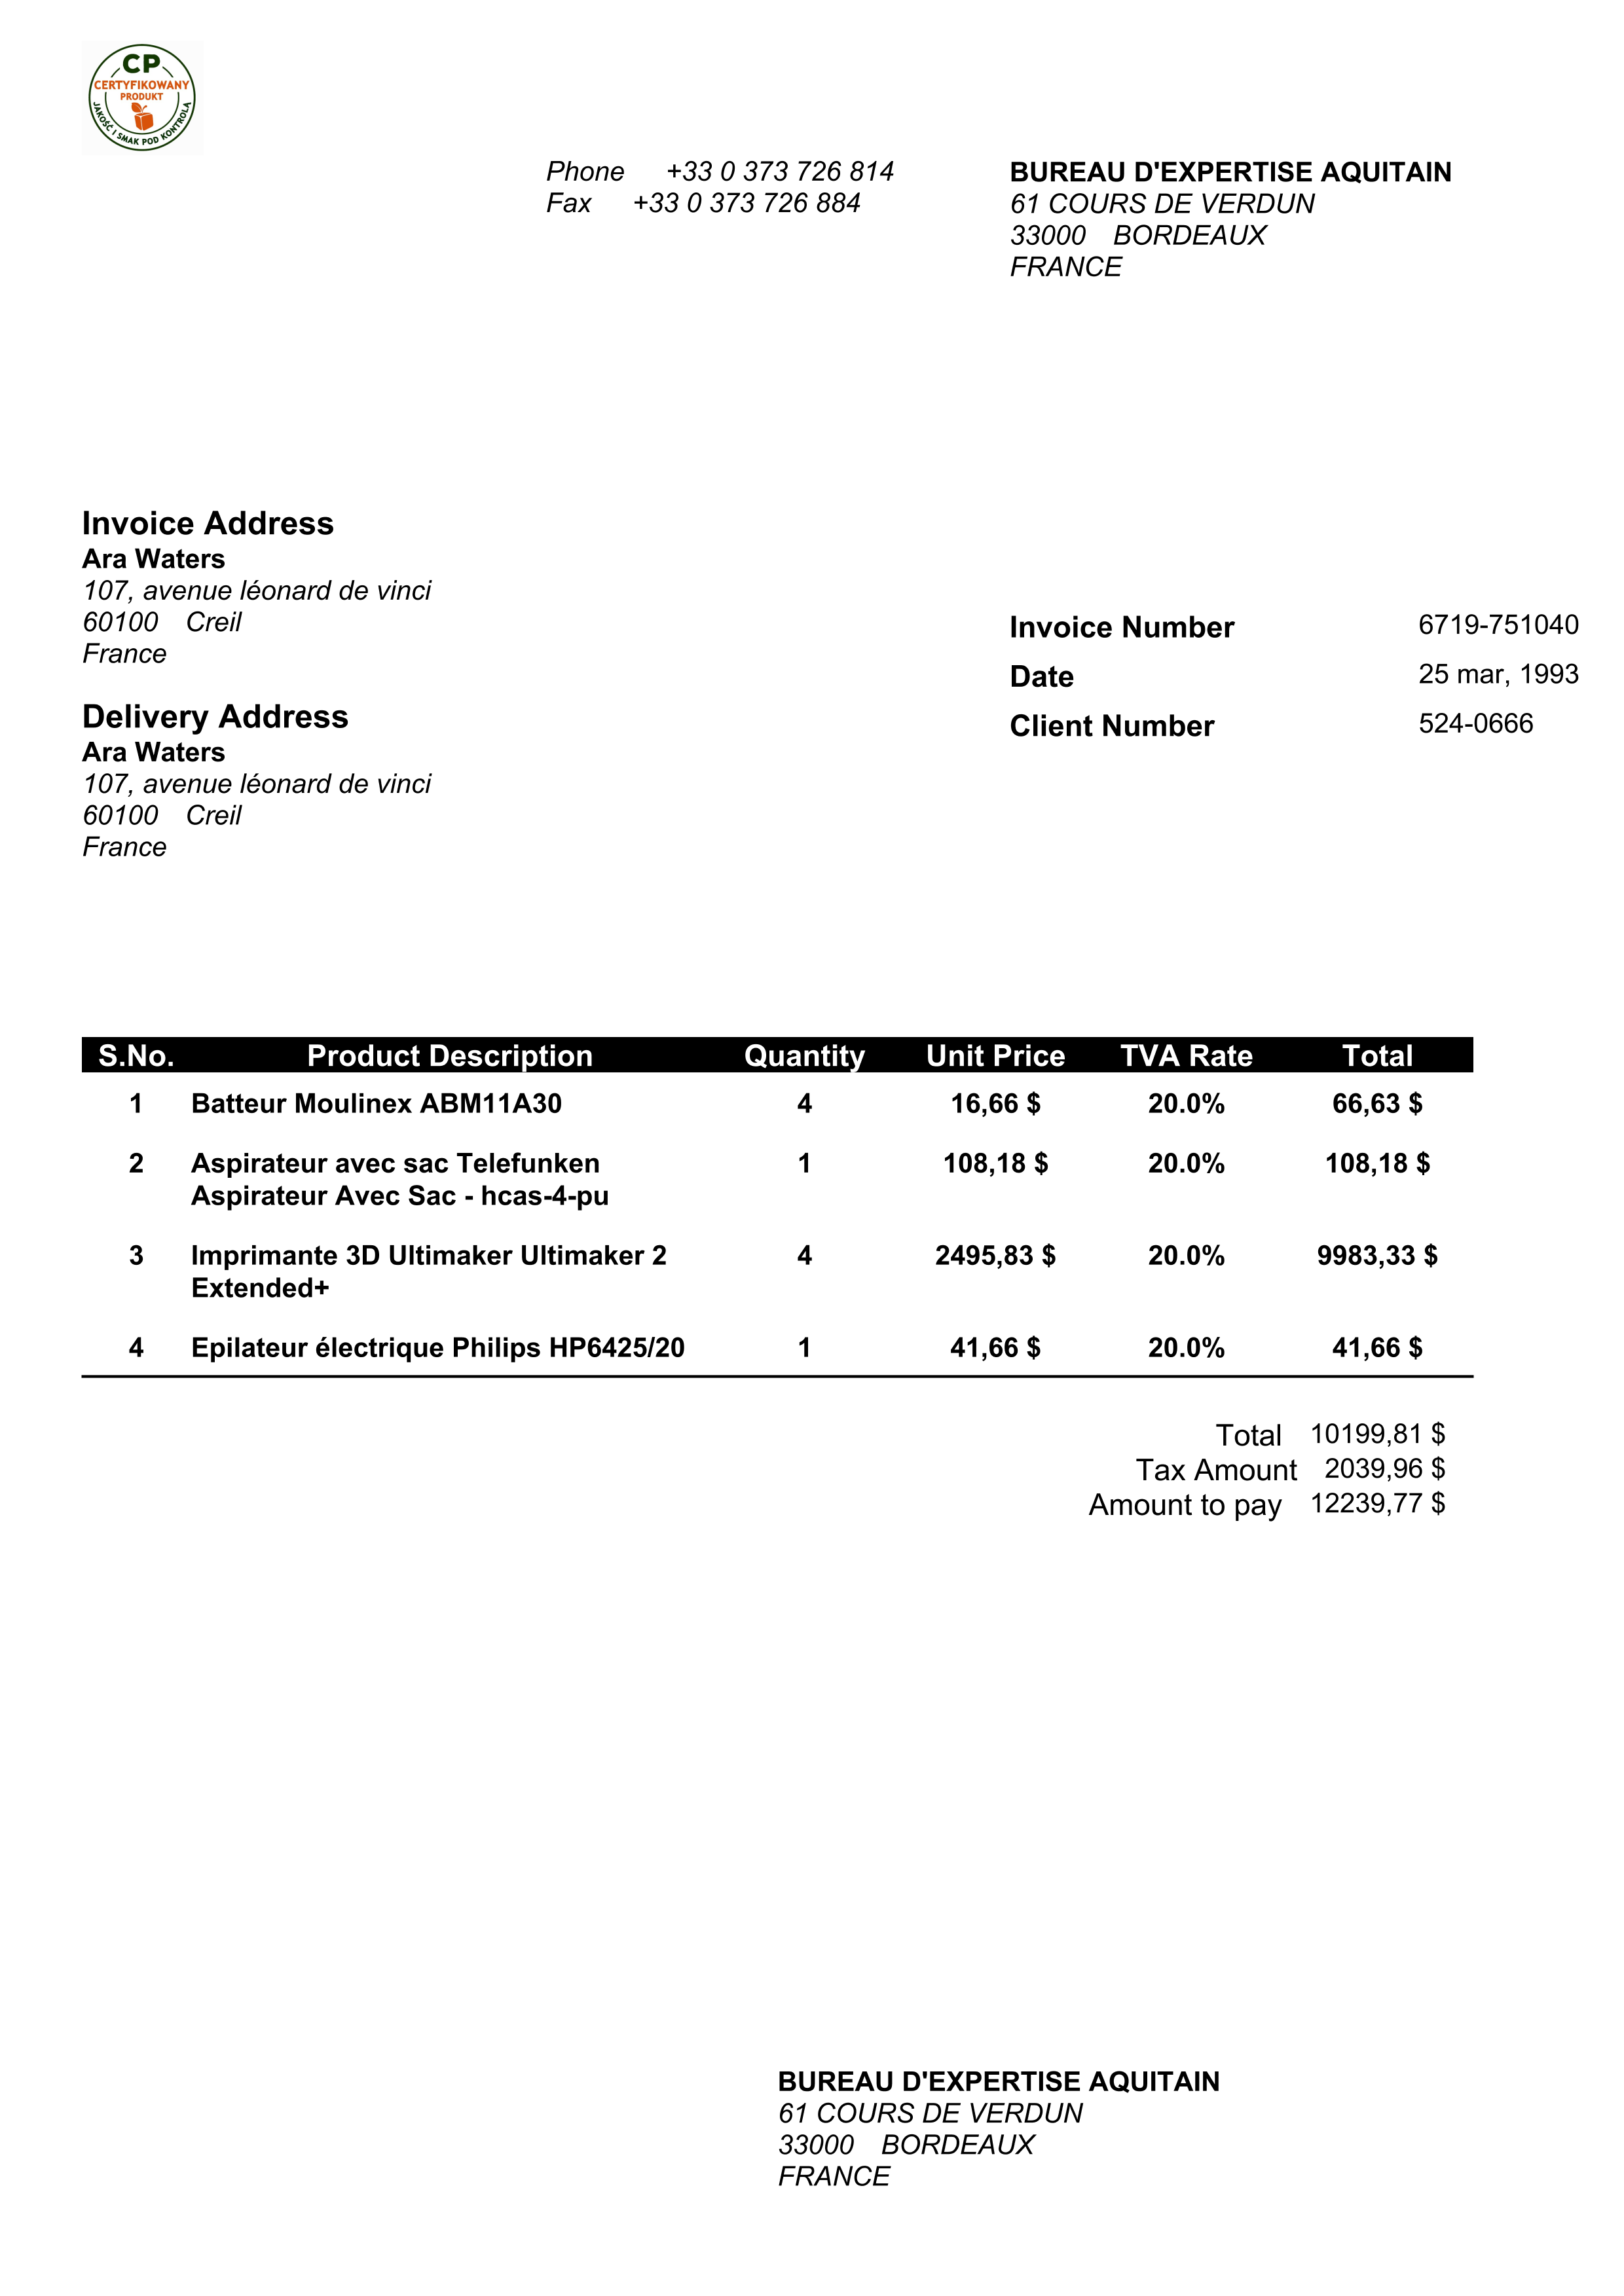 CP
CERTYFIKOWANY
PRODUKT
JAKOŚĆ I SMAK POD KONTROLĄ
Phone +33 0 373 726 814
Fax +33 0 373 726 884
BUREAU D'EXPERTISE AQUITAIN
61 COURS DE VERDUN
33000 BORDEAUX
FRANCE
Invoice Address
Ara Waters
107, avenue léonard de vinci
60100 Creil
France
Invoice Number 6719-751040
Date 25 mar, 1993
Client Number 524-0666
Delivery Address
Ara Waters
107, avenue léonard de vinci
60100 Creil
France
S.No. Product Description Quantity Unit Price TVA Rate Total
1 Batteur Moulinex ABM11A30 4 16,66 $ 20.0% 66,63 $
2 Aspirateur avec sac Telefunken 1 108,18 $ 20.0% 108,18 $
Aspirateur Avec Sac - hcas-4-pu
3 Imprimante 3D Ultimaker Ultimaker 2 4 2495,83 $ 20.0% 9983,33 $
Extended+
4 Epilateur électrique Philips HP6425/20 1 41,66 $ 20.0% 41,66 $
Total 10199,81 $
Tax Amount 2039,96 $
Amount to pay 12239,77 $
BUREAU D'EXPERTISE AQUITAIN
61 COURS DE VERDUN
33000 BORDEAUX
FRANCE